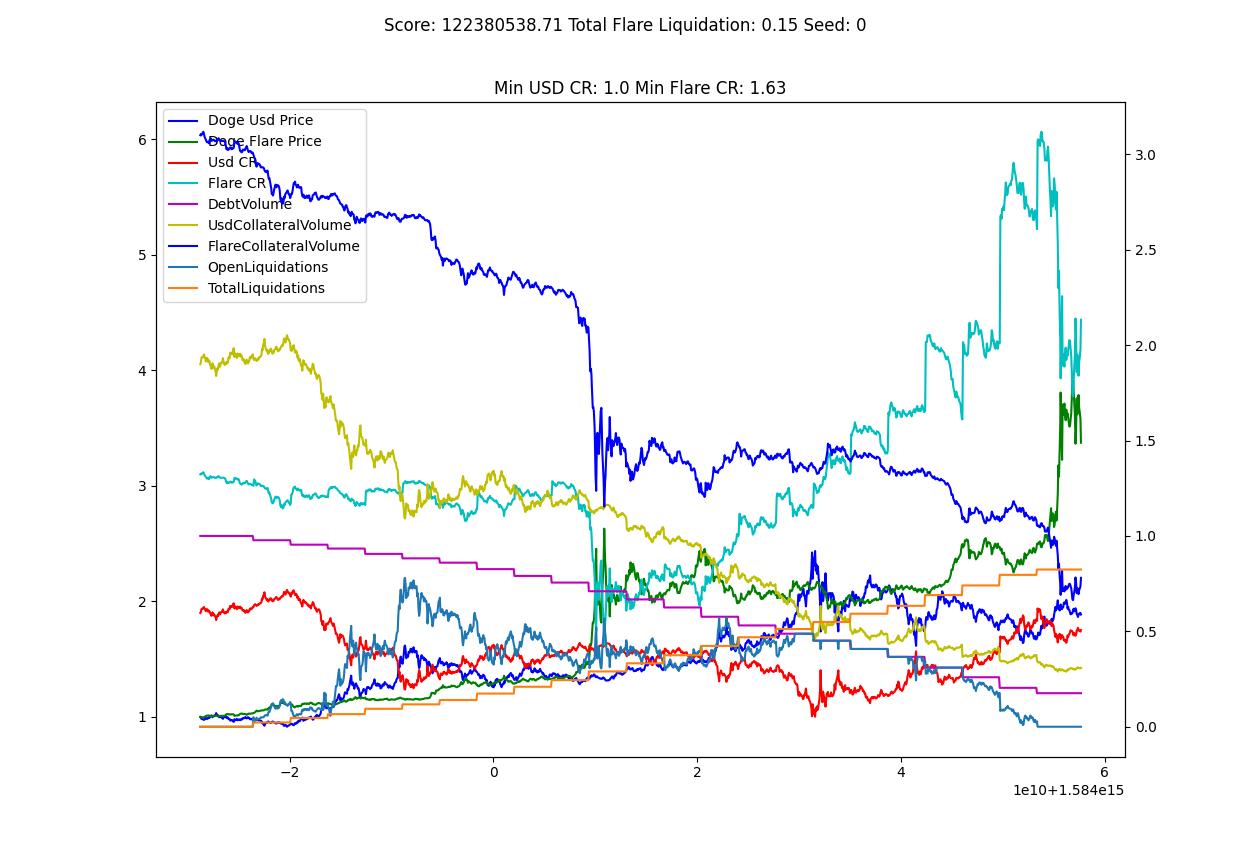 Score: 122380538.71 Total Flare Liquidation: 0.15 Seed: 0
Min USD CR: 1.0 Min Flare CR: 1.63
Doge Usd Price
Doge Flare Price
Usd CR
Flare CR
DebtVolume
UsdCollateralVolume
FlareCollateralVolume
OpenLiquidations
TotalLiquidations
6
5
4
3
2
1
3.0
2.5
2.0
1.5
1.0
0.5
0.0
−2
0
2
4
6
1e10+1.584e15